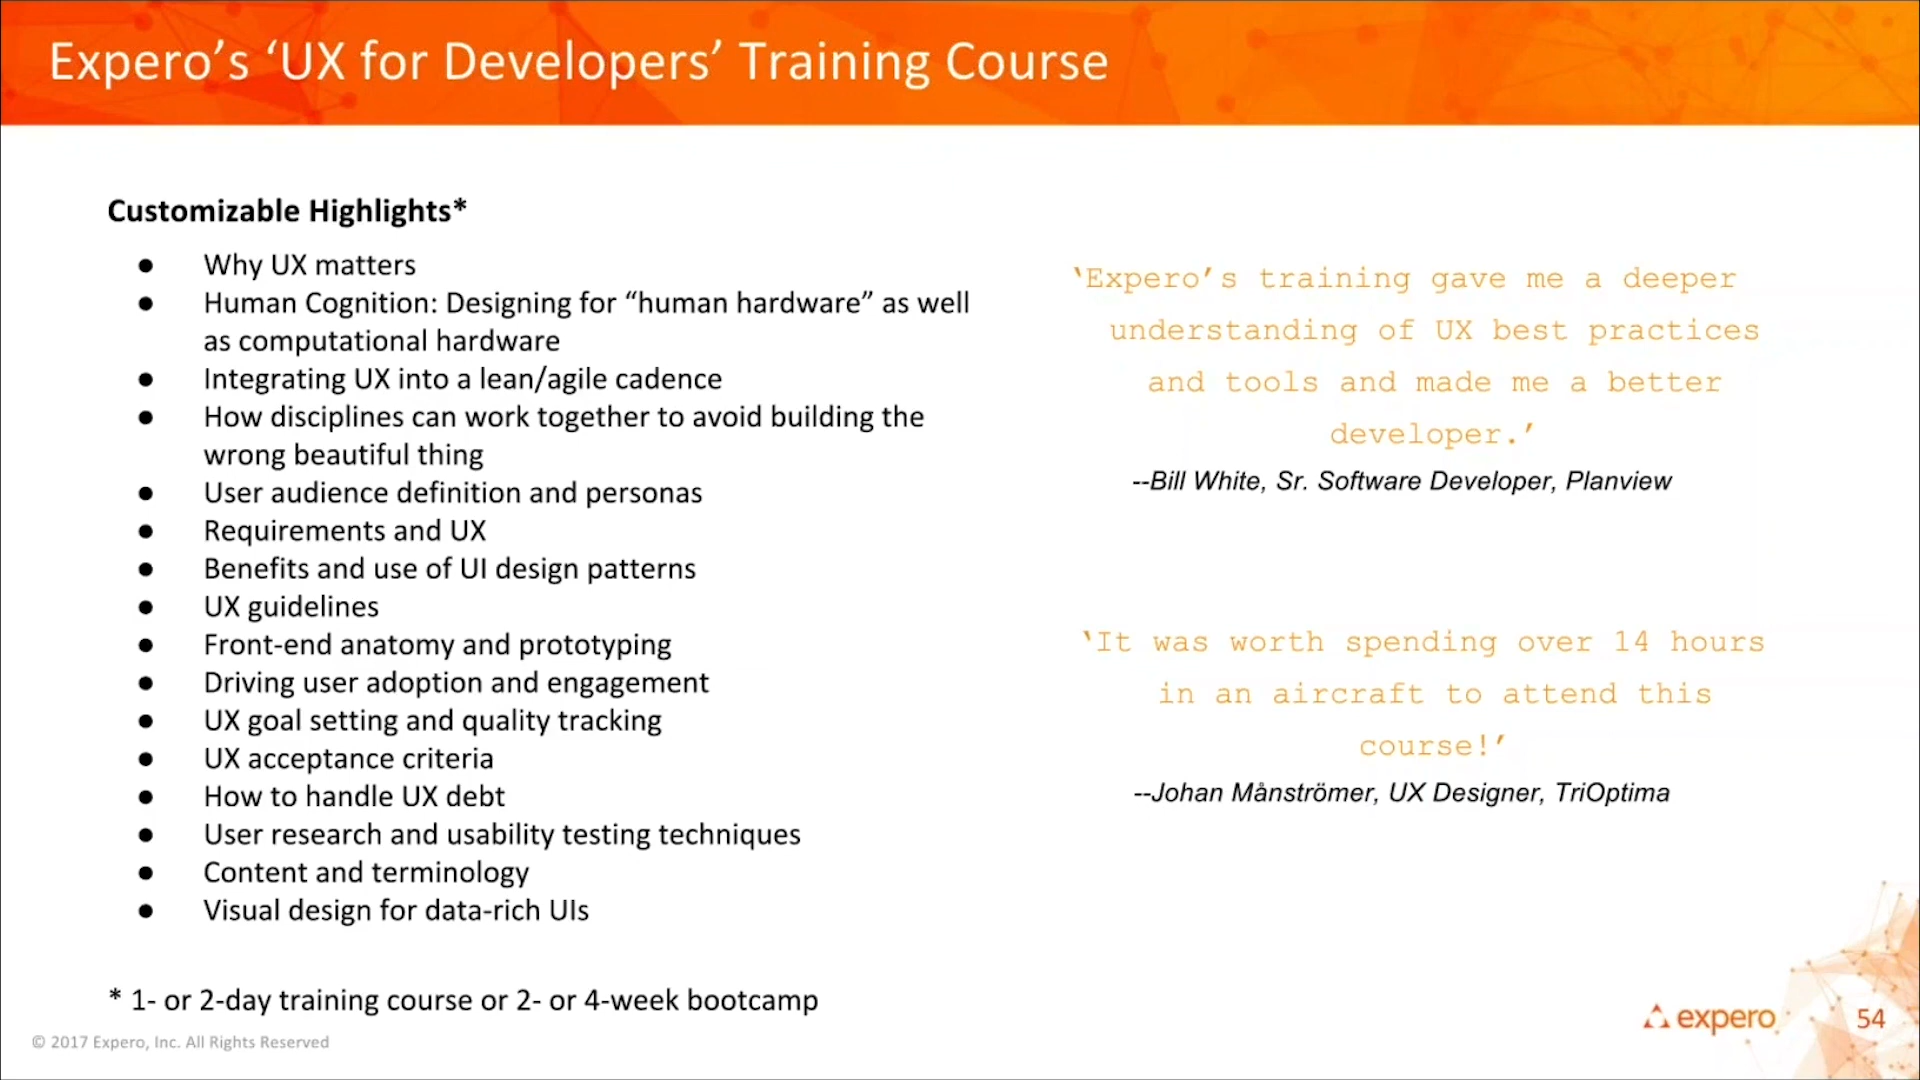 Expero’s ‘UX for Developers’ Training Course
Customizable Highlights*
● Why UX matters
● Human Cognition: Designing for “human hardware” as well
as computational hardware
● Integrating UX into a lean/agile cadence
● How disciplines can work together to avoid building the
wrong beautiful thing
● User audience definition and personas
● Requirements and UX
● Benefits and use of UI design patterns
● UX guidelines
● Front-end anatomy and prototyping
● Driving user adoption and engagement
● UX goal setting and quality tracking
● UX acceptance criteria
● How to handle UX debt
● User research and usability testing techniques
● Content and terminology
● Visual design for data-rich UIs
* 1- or 2-day training course or 2- or 4-week bootcamp
‘Expero’s training gave me a deeper
understanding of UX best practices
and tools and made me a better
developer.’
--Bill White, Sr. Software Developer, Planview
‘It was worth spending over 14 hours
in an aircraft to attend this
course!’
--Johan Månströmer, UX Designer, TriOptima
© 2017 Expero, Inc. All Rights Reserved
expero
54